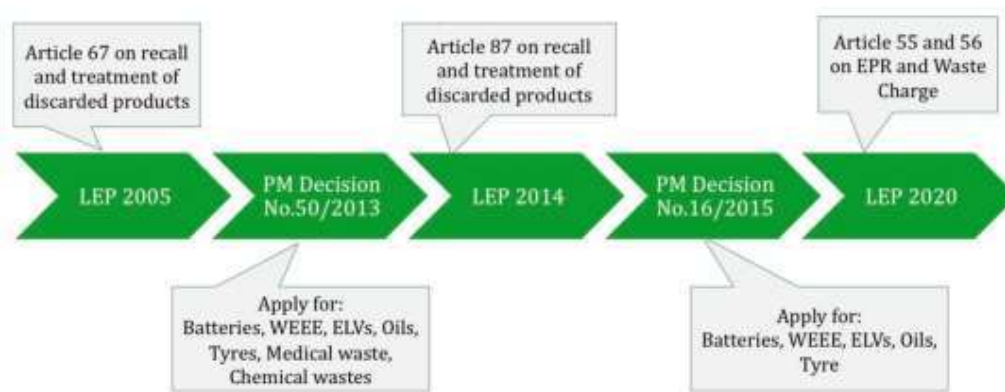 Article 67 on recall
and treatment of
discarded products
Article 87 on recall
and treatment of
discarded products
Article 55 and 56
on EPR and Waste
Charge
LEP 2005
PM Decision
No.50/2013
LEP 2014
PM Decision
No.16/2015
LEP 2020
Apply for:
Batteries, WEEE, ELVs, Oils,
Tyres, Medical waste,
Chemical wastes
Apply for:
Batteries, WEEE, ELVs, Oils,
Tyre